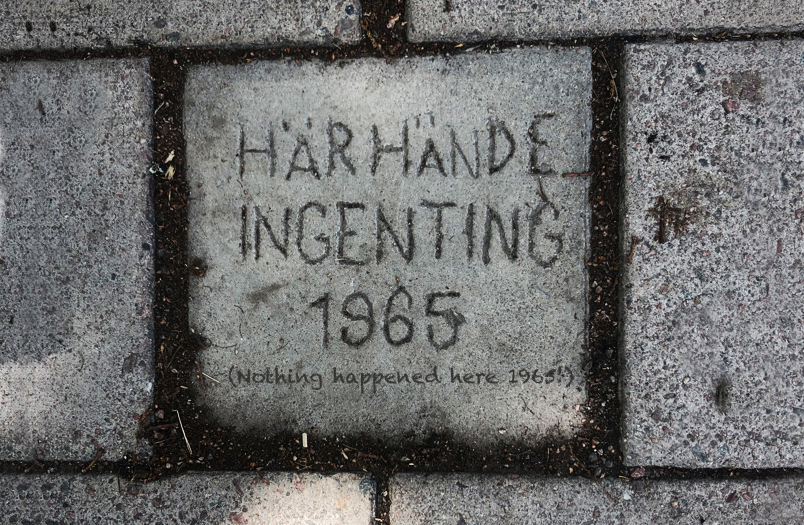 HÄR HÄNDE
INGENTING
1965
(Nothing happened here 1965!)